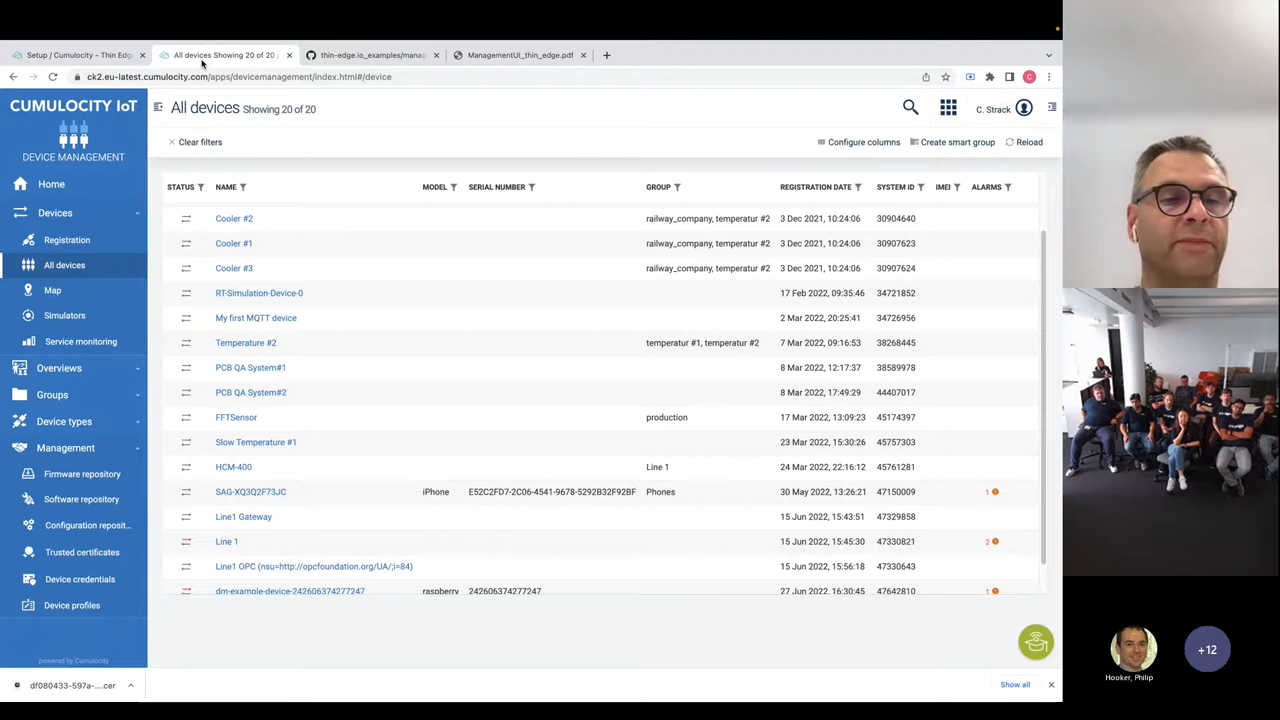 Setup / Cumulocity - Thin Edge
All devices Showing 20 of 20
thin-edge.io_examples/manag
ManagementUI_thin_edge.pdf
ck2.eu-latest.cumulocity.com/apps/devicemanagement/index.html#/device
C
CUMULOCITY IoT
DEVICE MANAGEMENT
Home
Devices
Registration
All devices
Map
Simulators
Service monitoring
Overviews
Groups
Device types
Management
Firmware repository
Software repository
Configuration reposit...
Trusted certificates
Device credentials
Device profiles
powered by Cumulocity
All devices Showing 20 of 20
C. Strack
Clear filters
Configure columns Create smart group Reload
STATUS NAME MODEL SERIAL NUMBER GROUP REGISTRATION DATE SYSTEM ID IMEI ALARMS
Cooler #2 railway_company, temperatur #2 3 Dec 2021, 10:24:06 30904640
Cooler #1 railway_company, temperatur #2 3 Dec 2021, 10:24:06 30907623
Cooler #3 railway_company, temperatur #2 3 Dec 2021, 10:24:06 30907624
RT-Simulation-Device-0 17 Feb 2022, 09:35:46 34721852
My first MQTT device 2 Mar 2022, 20:25:41 34726956
Temperature #2 temperatur #1, temperatur #2 7 Mar 2022, 09:16:53 38268445
PCB QA System#1 8 Mar 2022, 12:17:37 38589978
PCB QA System#2 8 Mar 2022, 17:49:29 44407017
FFTSensor production 17 Mar 2022, 13:09:23 45174397
Slow Temperature #1 23 Mar 2022, 15:30:26 45757303
HCM-400 Line 1 24 Mar 2022, 22:16:12 45761281
SAG-XQ3Q2F73JC iPhone E52C2FD7-2C06-4541-9678-5292B32F92BF Phones 30 May 2022, 13:26:21 47150009 1
Line1 Gateway 15 Jun 2022, 15:43:51 47329858
Line 1 15 Jun 2022, 15:45:30 47330821 2
Line1 OPC (nsu=http://opcfoundation.org/UA/;i=84) 15 Jun 2022, 15:56:18 47330643
dm-example-device-242606374277247 raspberry 242606374277247 27 Jun 2022, 16:30:45 47642810 1
df080433-597a-....cer
Show all
+12
Hooker, Philip